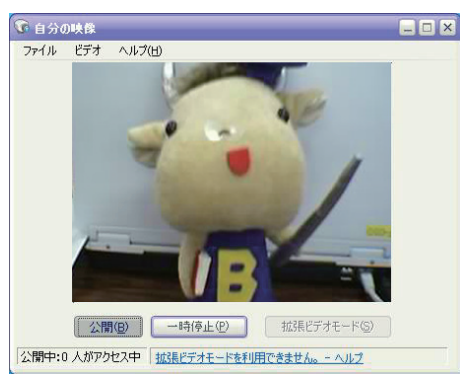 自分の映像
ファイル ビデオ ヘルプ(H)
B
公開(B) 一時停止(P) 拡張ビデオモード(S)
公開中:0 人がアクセス中 拡張ビデオモードを利用できません。 - ヘルプ